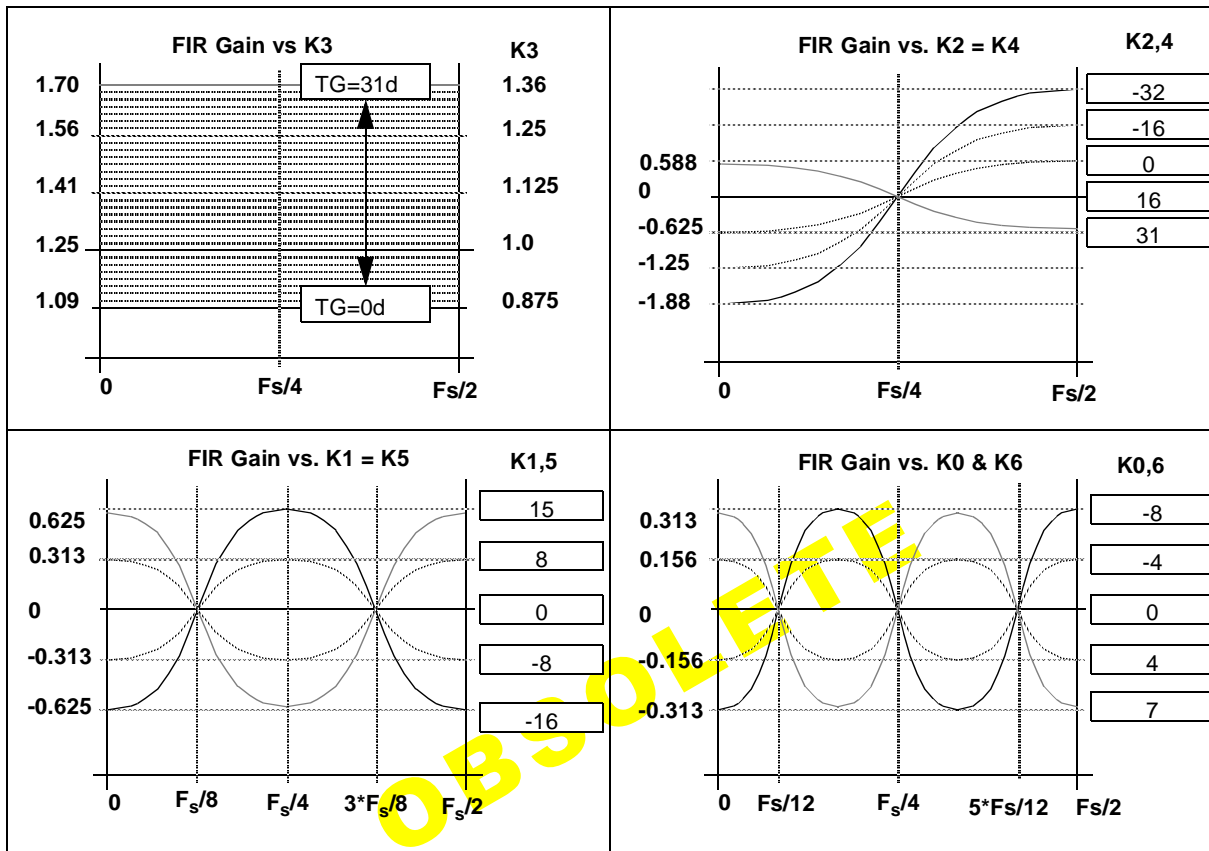 FIR Gain vs K3
K3
1.70
TG=31d
1.36
1.56
1.25
1.41
1.125
1.25
1.0
1.09
TG=0d
0.875
0
Fs/4
Fs/2
FIR Gain vs. K2 = K4
K2,4
-32
-16
0.588
0
0
16
-0.625
31
-1.25
-1.88
0
Fs/4
Fs/2
FIR Gain vs. K1 = K5
K1,5
0.625
15
0.313
8
0
0
-0.313
-8
-0.625
-16
0
Fs/8
Fs/4
3*Fs/8
Fs/2
FIR Gain vs. K0 & K6
K0,6
0.313
-8
0.156
-4
0
0
-0.156
4
-0.313
7
0
Fs/12
Fs/4
5*Fs/12
Fs/2
OBSOLETE